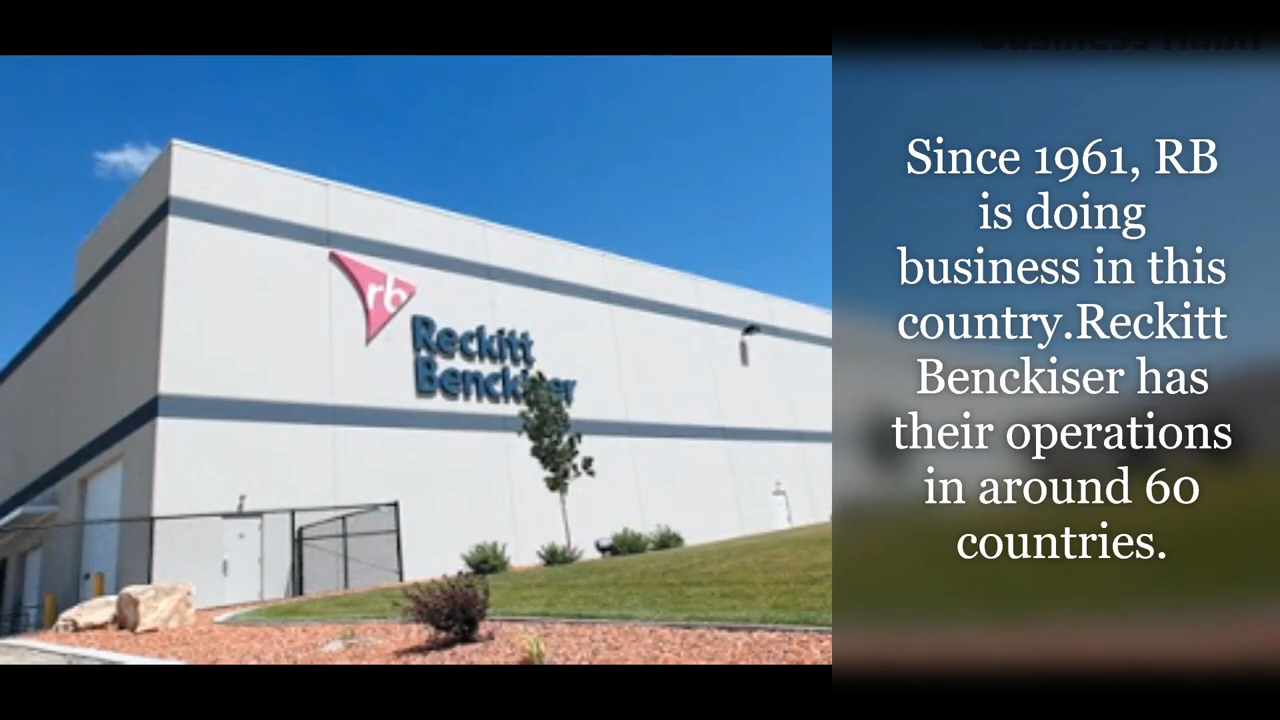 rb
Reckitt
Benckiser
Since 1961, RB
is doing
business in this
country.Reckitt
Benckiser has
their operations
in around 60
countries.